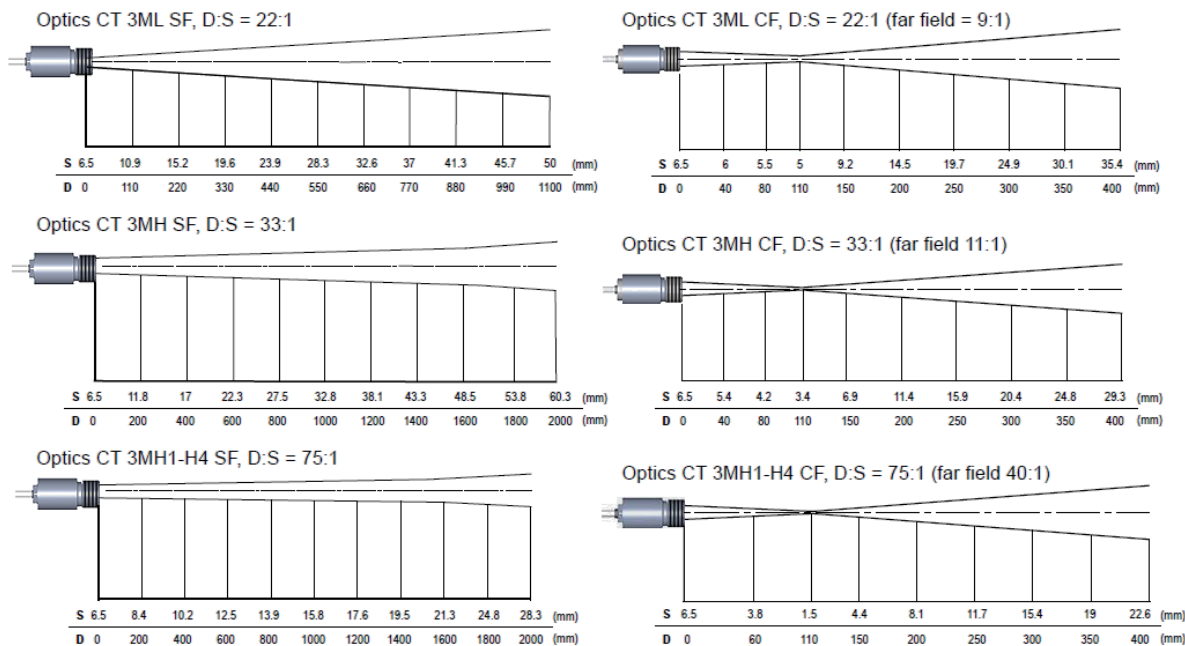 Optics CT 3ML SF, D:S = 22:1
S 6.5 10.9 15.2 19.6 23.9 28.3 32.6 37 41.3 45.7 50 (mm)
D 0 110 220 330 440 550 660 770 880 990 1100 (mm)
Optics CT 3ML CF, D:S = 22:1 (far field = 9:1)
S 6.5 6 5.5 5 9.2 14.5 19.7 24.9 30.1 35.4 (mm)
D 0 40 80 110 150 200 250 300 350 400 (mm)
Optics CT 3MH SF, D:S = 33:1
S 6.5 11.8 17 22.3 27.5 32.8 38.1 43.3 48.5 53.8 60.3 (mm)
D 0 200 400 600 800 1000 1200 1400 1600 1800 2000 (mm)
Optics CT 3MH CF, D:S = 33:1 (far field 11:1)
S 6.5 5.4 4.2 3.4 6.9 11.4 15.9 20.4 24.8 29.3 (mm)
D 0 40 80 110 150 200 250 300 350 400 (mm)
Optics CT 3MH1-H4 SF, D:S = 75:1
S 6.5 8.4 10.2 12.5 13.9 15.8 17.6 19.5 21.3 24.8 28.3 (mm)
D 0 200 400 600 800 1000 1200 1400 1600 1800 2000 (mm)
Optics CT 3MH1-H4 CF, D:S = 75:1 (far field 40:1)
S 6.5 3.8 1.5 4.4 8.1 11.7 15.4 19 22.6 (mm)
D 0 60 110 150 200 250 300 350 400 (mm)